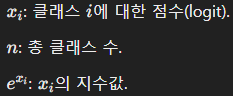 xᵢ: 클래스 i에 대한 점수(logit).
n: 총 클래스 수.
e^{xᵢ}: xᵢ의 지수값.